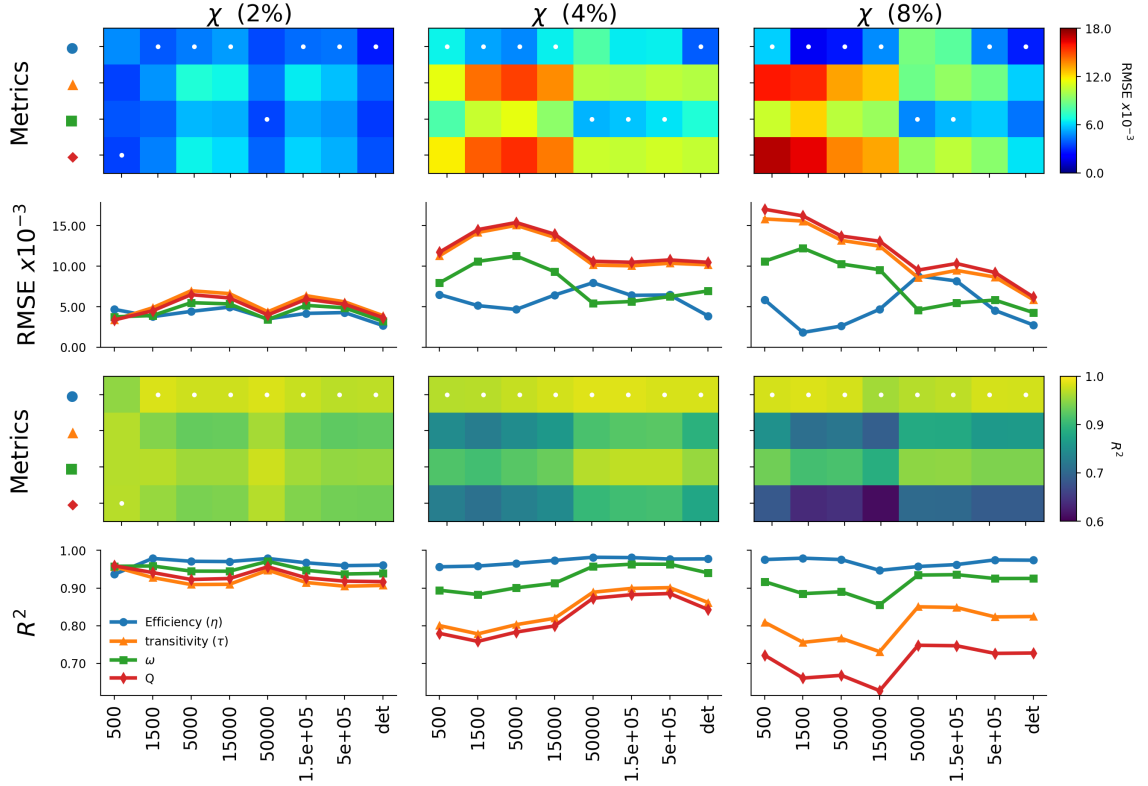 χ (2%)
χ (4%)
χ (8%)
Metrics
18.0
12.0
6.0
0.0
RMSE x10⁻³
RMSE x10⁻³
15.00
10.00
5.00
0.00
Metrics
1.0
0.9
0.7
0.6
R²
R²
1.00
0.90
0.80
0.70
Efficiency (η)
transitivity (τ)
ω
Q
500
1500
5000
15000
50000
1.5e+05
5e+05
det
500
1500
5000
15000
50000
1.5e+05
5e+05
det
500
1500
5000
15000
50000
1.5e+05
5e+05
det